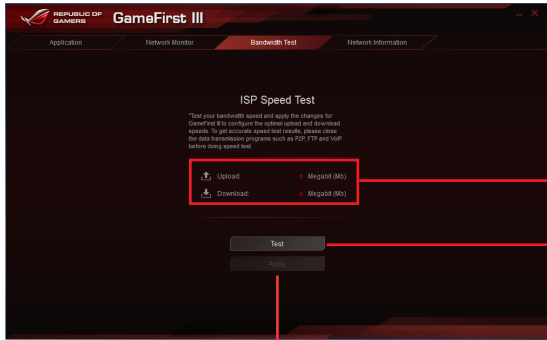 REPUBLIC OF
GAMERS
GameFirst III
Application
Network Monitor
Bandwidth Test
Network Information
ISP Speed Test
*Test your bandwidth speed and apply the changes for
GameFirst III to configure the optimal upload and download
speeds. To get accurate speed test results, please close
the data transmission programs such as P2P, FTP and VoIP
before doing speed test.
Upload: 0 Megabit (Mb)
Download: 0 Megabit (Mb)
Test
Apply